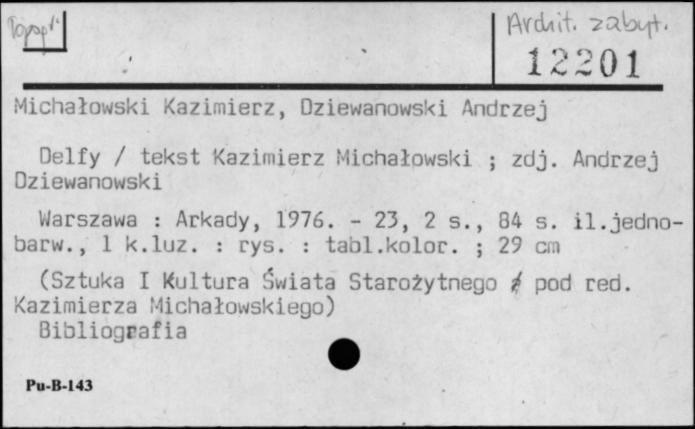 Archit. zabyt.
12201
Michałowski Kazimierz, Dziewanowski Andrzej
Delfy / tekst Kazimierz Michałowski ; zdj. Andrzej
Dziewanowski
Warszawa : Arkady, 1976. - 23, 2 s., 84 s. il.jedno-
barw., 1 k.luz. : rys. : tabl.kolor. ; 29 cm
(Sztuka I Kultura Świata Starożytnego / pod red.
Kazimierza Michałowskiego)
Bibliografia
Pu-B-143